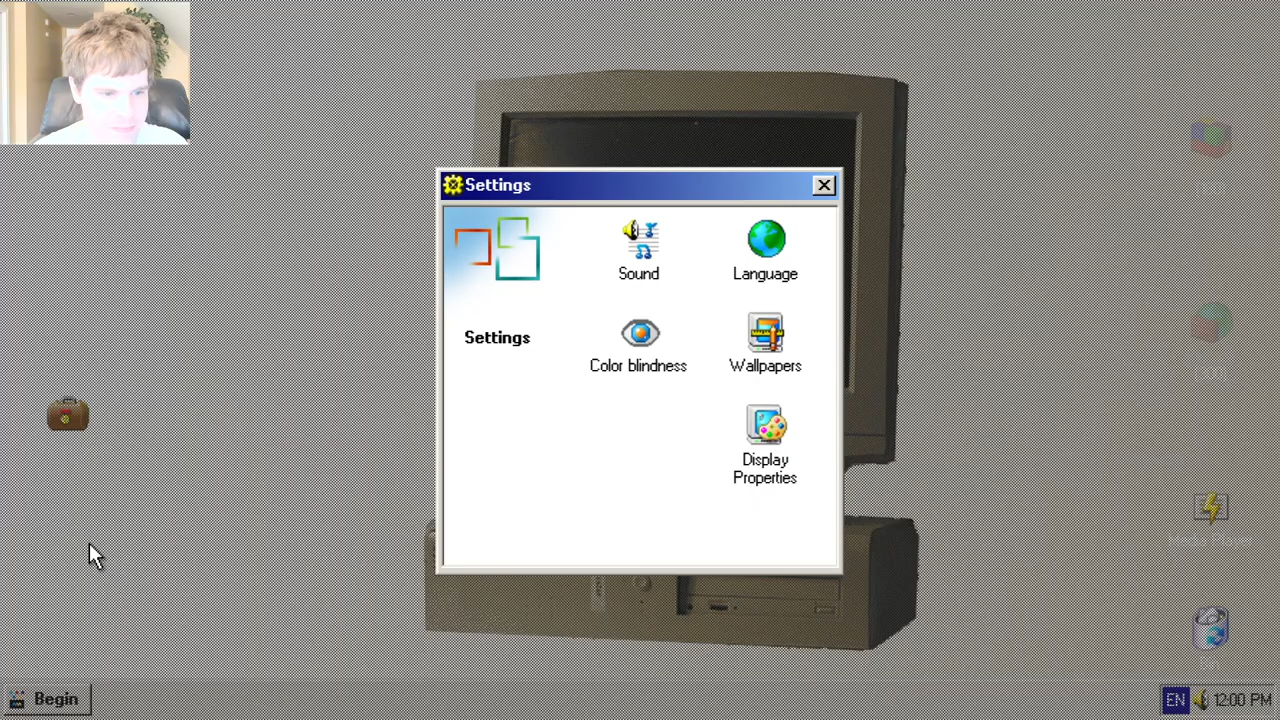 Settings
Sound
Language
Settings
Color blindness
Wallpapers
Display
Properties
Begin
EN
12:00 PM